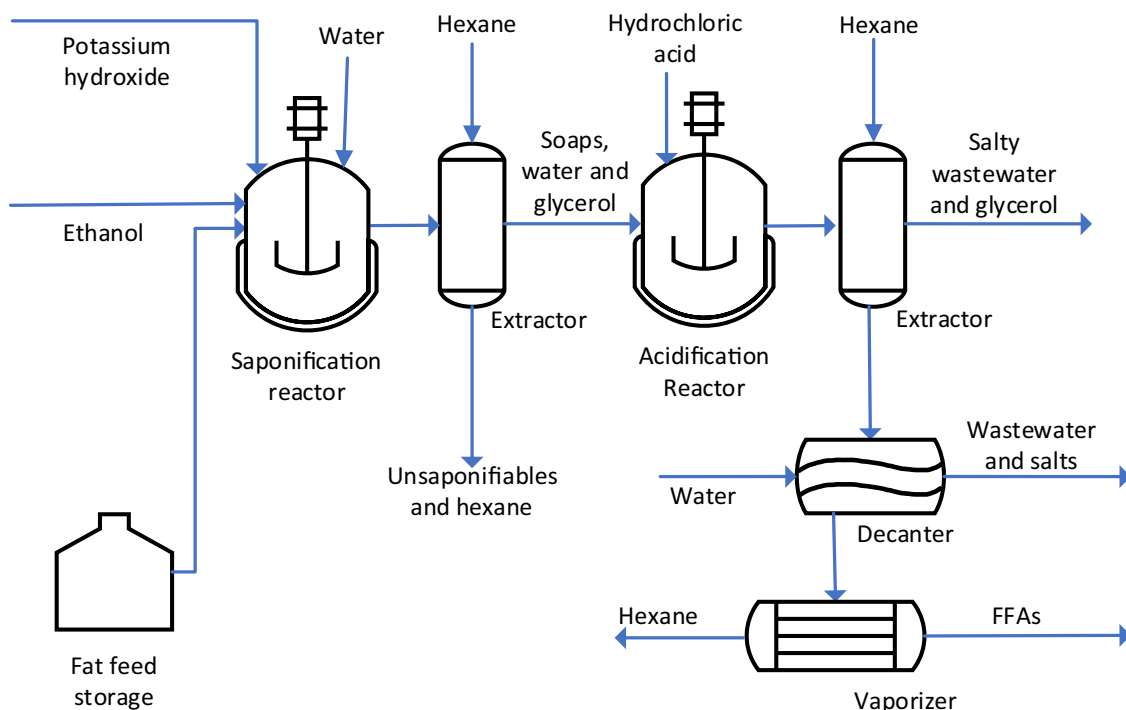 Potassium
hydroxide
Water
Hexane
Hydrochloric
acid
Hexane
Soaps,
water and
glycerol
Salty
wastewater
and glycerol
Ethanol
Saponification
reactor
Extractor
Acidification
Reactor
Extractor
Unsaponifiables
and hexane
Water
Wastewater
and salts
Decanter
Fat feed
storage
Hexane
FFAs
Vaporizer